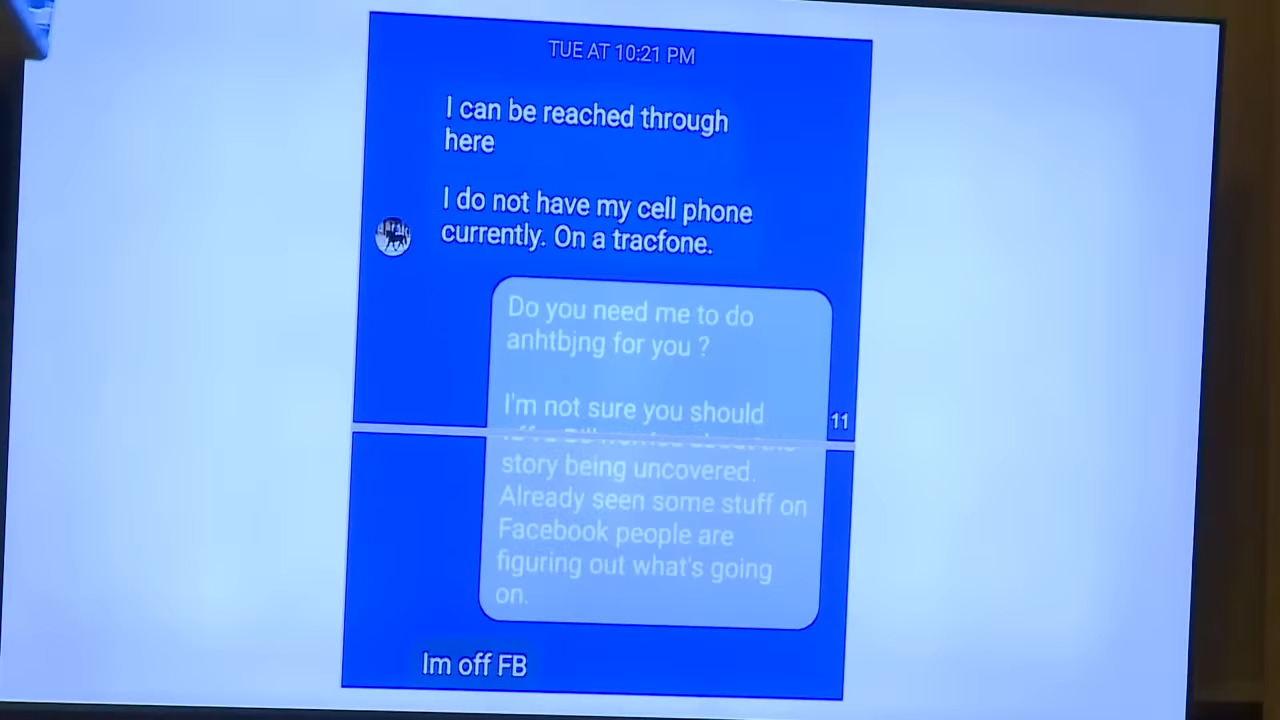 TUE AT 10:21 PM
I can be reached through
here
I do not have my cell phone
currently. On a tracfone.
Do you need me to do
anhtbjng for you ?
I'm not sure you should
11
story being uncovered.
Already seen some stuff on
Facebook people are
figuring out what's going
on.
Im off FB